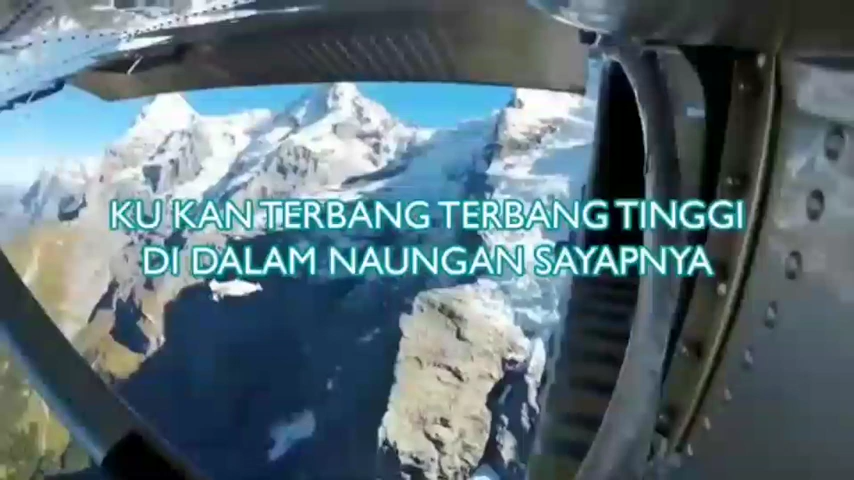 KU KAN TERBANG TERBANG TINGGI
DI DALAM NAUNGAN SAYAPNYA